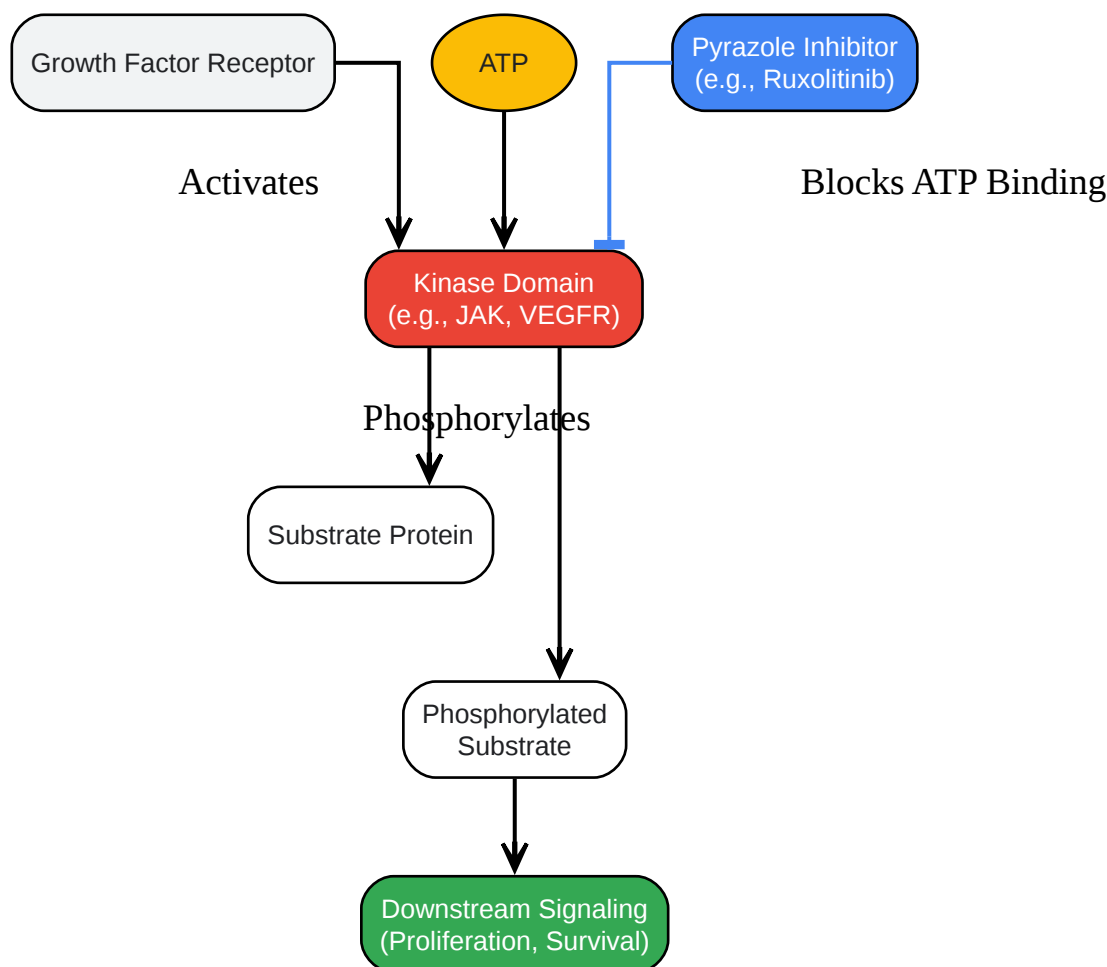 Growth Factor Receptor
ATP
Pyrazole Inhibitor
(e.g., Ruxolitinib)
Activates
Blocks ATP Binding
Kinase Domain
(e.g., JAK, VEGFR)
Phosphorylates
Substrate Protein
Phosphorylated
Substrate
Downstream Signaling
(Proliferation, Survival)